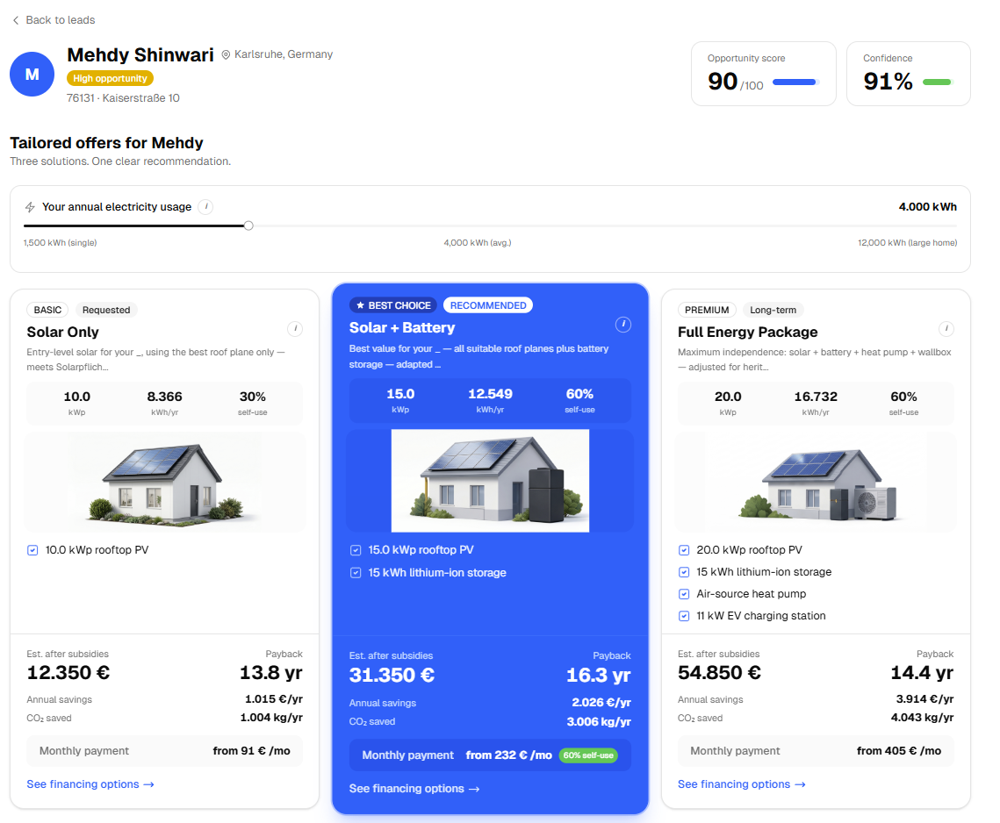 Back to leads
M
Mehdy Shinwari
Karlsruhe, Germany
High opportunity
76131 · Kaiserstraße 10
Opportunity score
90 /100
Confidence
91%
Tailored offers for Mehdy
Three solutions. One clear recommendation.
Your annual electricity usage i
4.000 kWh
1,500 kWh (single)
4,000 kWh (avg.)
12,000 kWh (large home)
BASIC Requested
Solar Only i
Entry-level solar for your _, using the best roof plane only —
meets Solarpflich...
10.0 8.366 30%
kWp kWh/yr self-use
10.0 kWp rooftop PV
Est. after subsidies Payback
12.350 € 13.8 yr
Annual savings 1.015 €/yr
CO₂ saved 1.004 kg/yr
Monthly payment from 91 € /mo
See financing options →
★ BEST CHOICE RECOMMENDED
Solar + Battery i
Best value for your _ — all suitable roof planes plus battery
storage — adapted ...
15.0 12.549 60%
kWp kWh/yr self-use
15.0 kWp rooftop PV
15 kWh lithium-ion storage
Est. after subsidies Payback
31.350 € 16.3 yr
Annual savings 2.026 €/yr
CO₂ saved 3.006 kg/yr
Monthly payment from 232 € /mo 60% self-use
See financing options →
PREMIUM Long-term
Full Energy Package i
Maximum independence: solar + battery + heat pump + wallbox
— adjusted for herit...
20.0 16.732 60%
kWp kWh/yr self-use
20.0 kWp rooftop PV
15 kWh lithium-ion storage
Air-source heat pump
11 kW EV charging station
Est. after subsidies Payback
54.850 € 14.4 yr
Annual savings 3.914 €/yr
CO₂ saved 4.043 kg/yr
Monthly payment from 405 € /mo
See financing options →